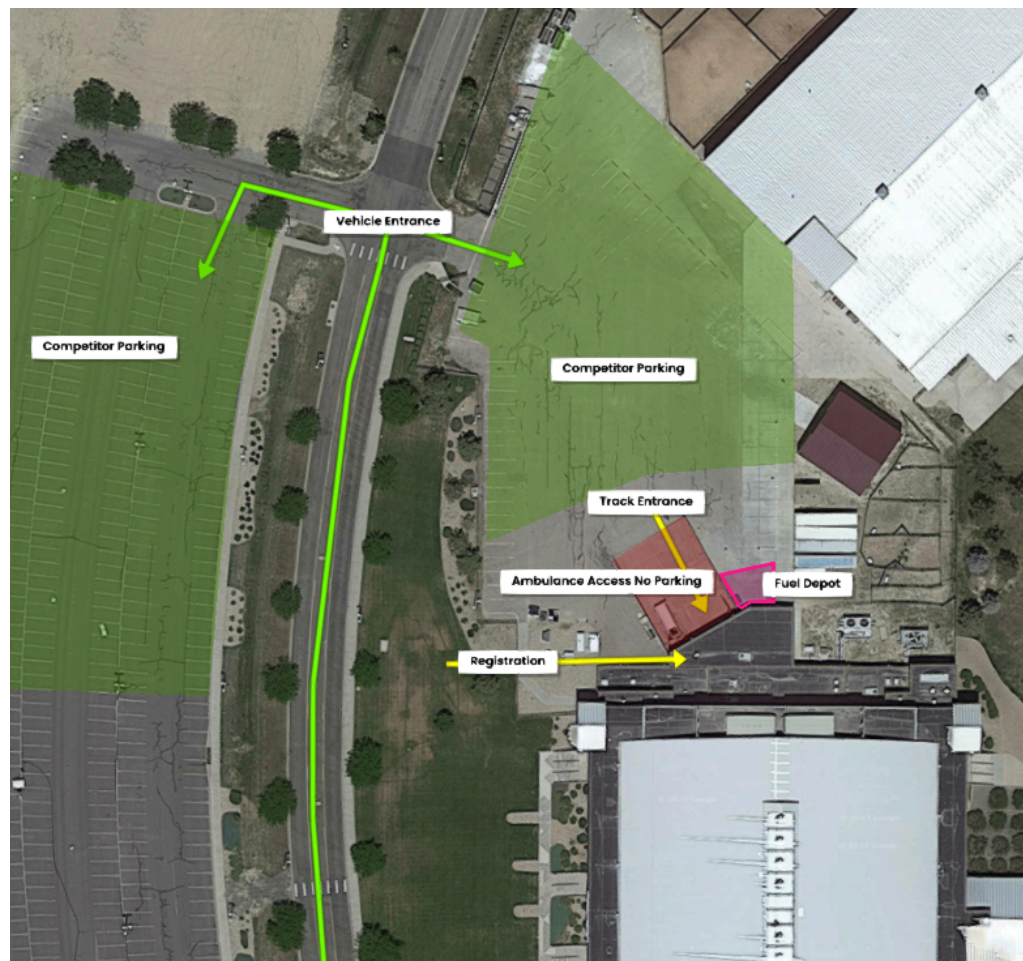 Vehicle Entrance
Competitor Parking
Competitor Parking
Track Entrance
Ambulance Access No Parking
Fuel Depot
Registration